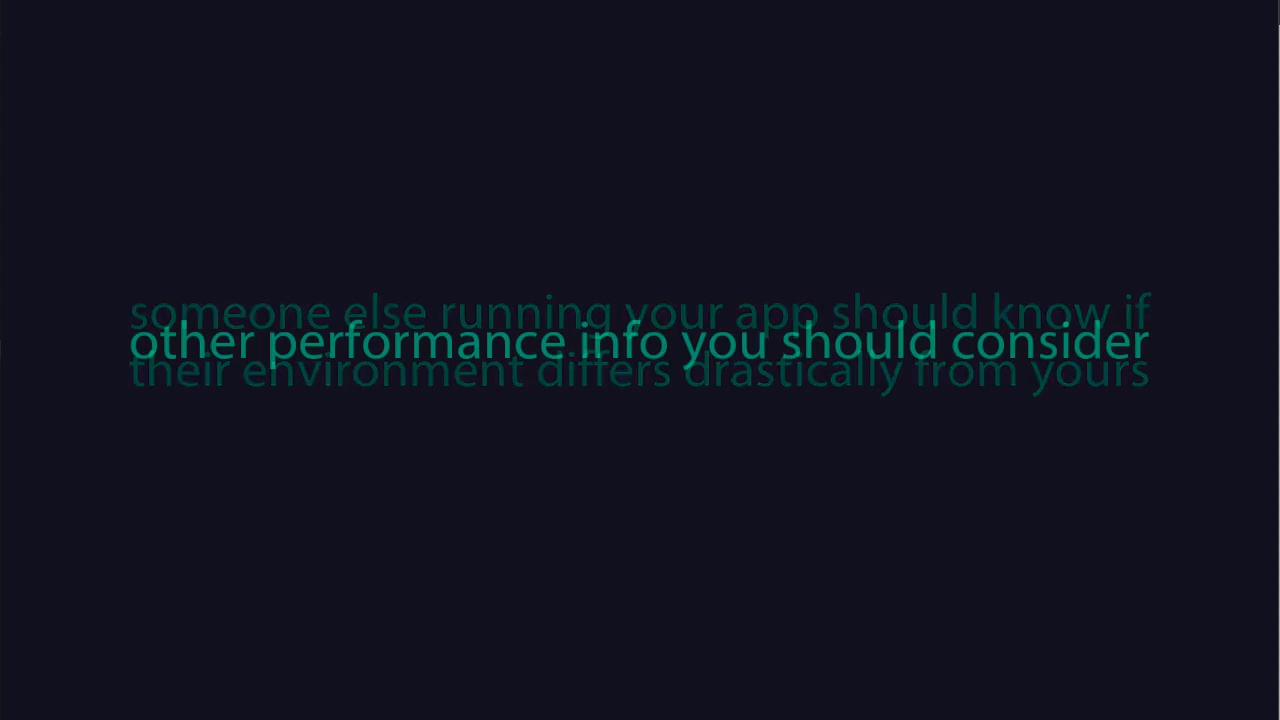 someone else running your app should know if
other performance info you should consider
their environment differs drastically from yours